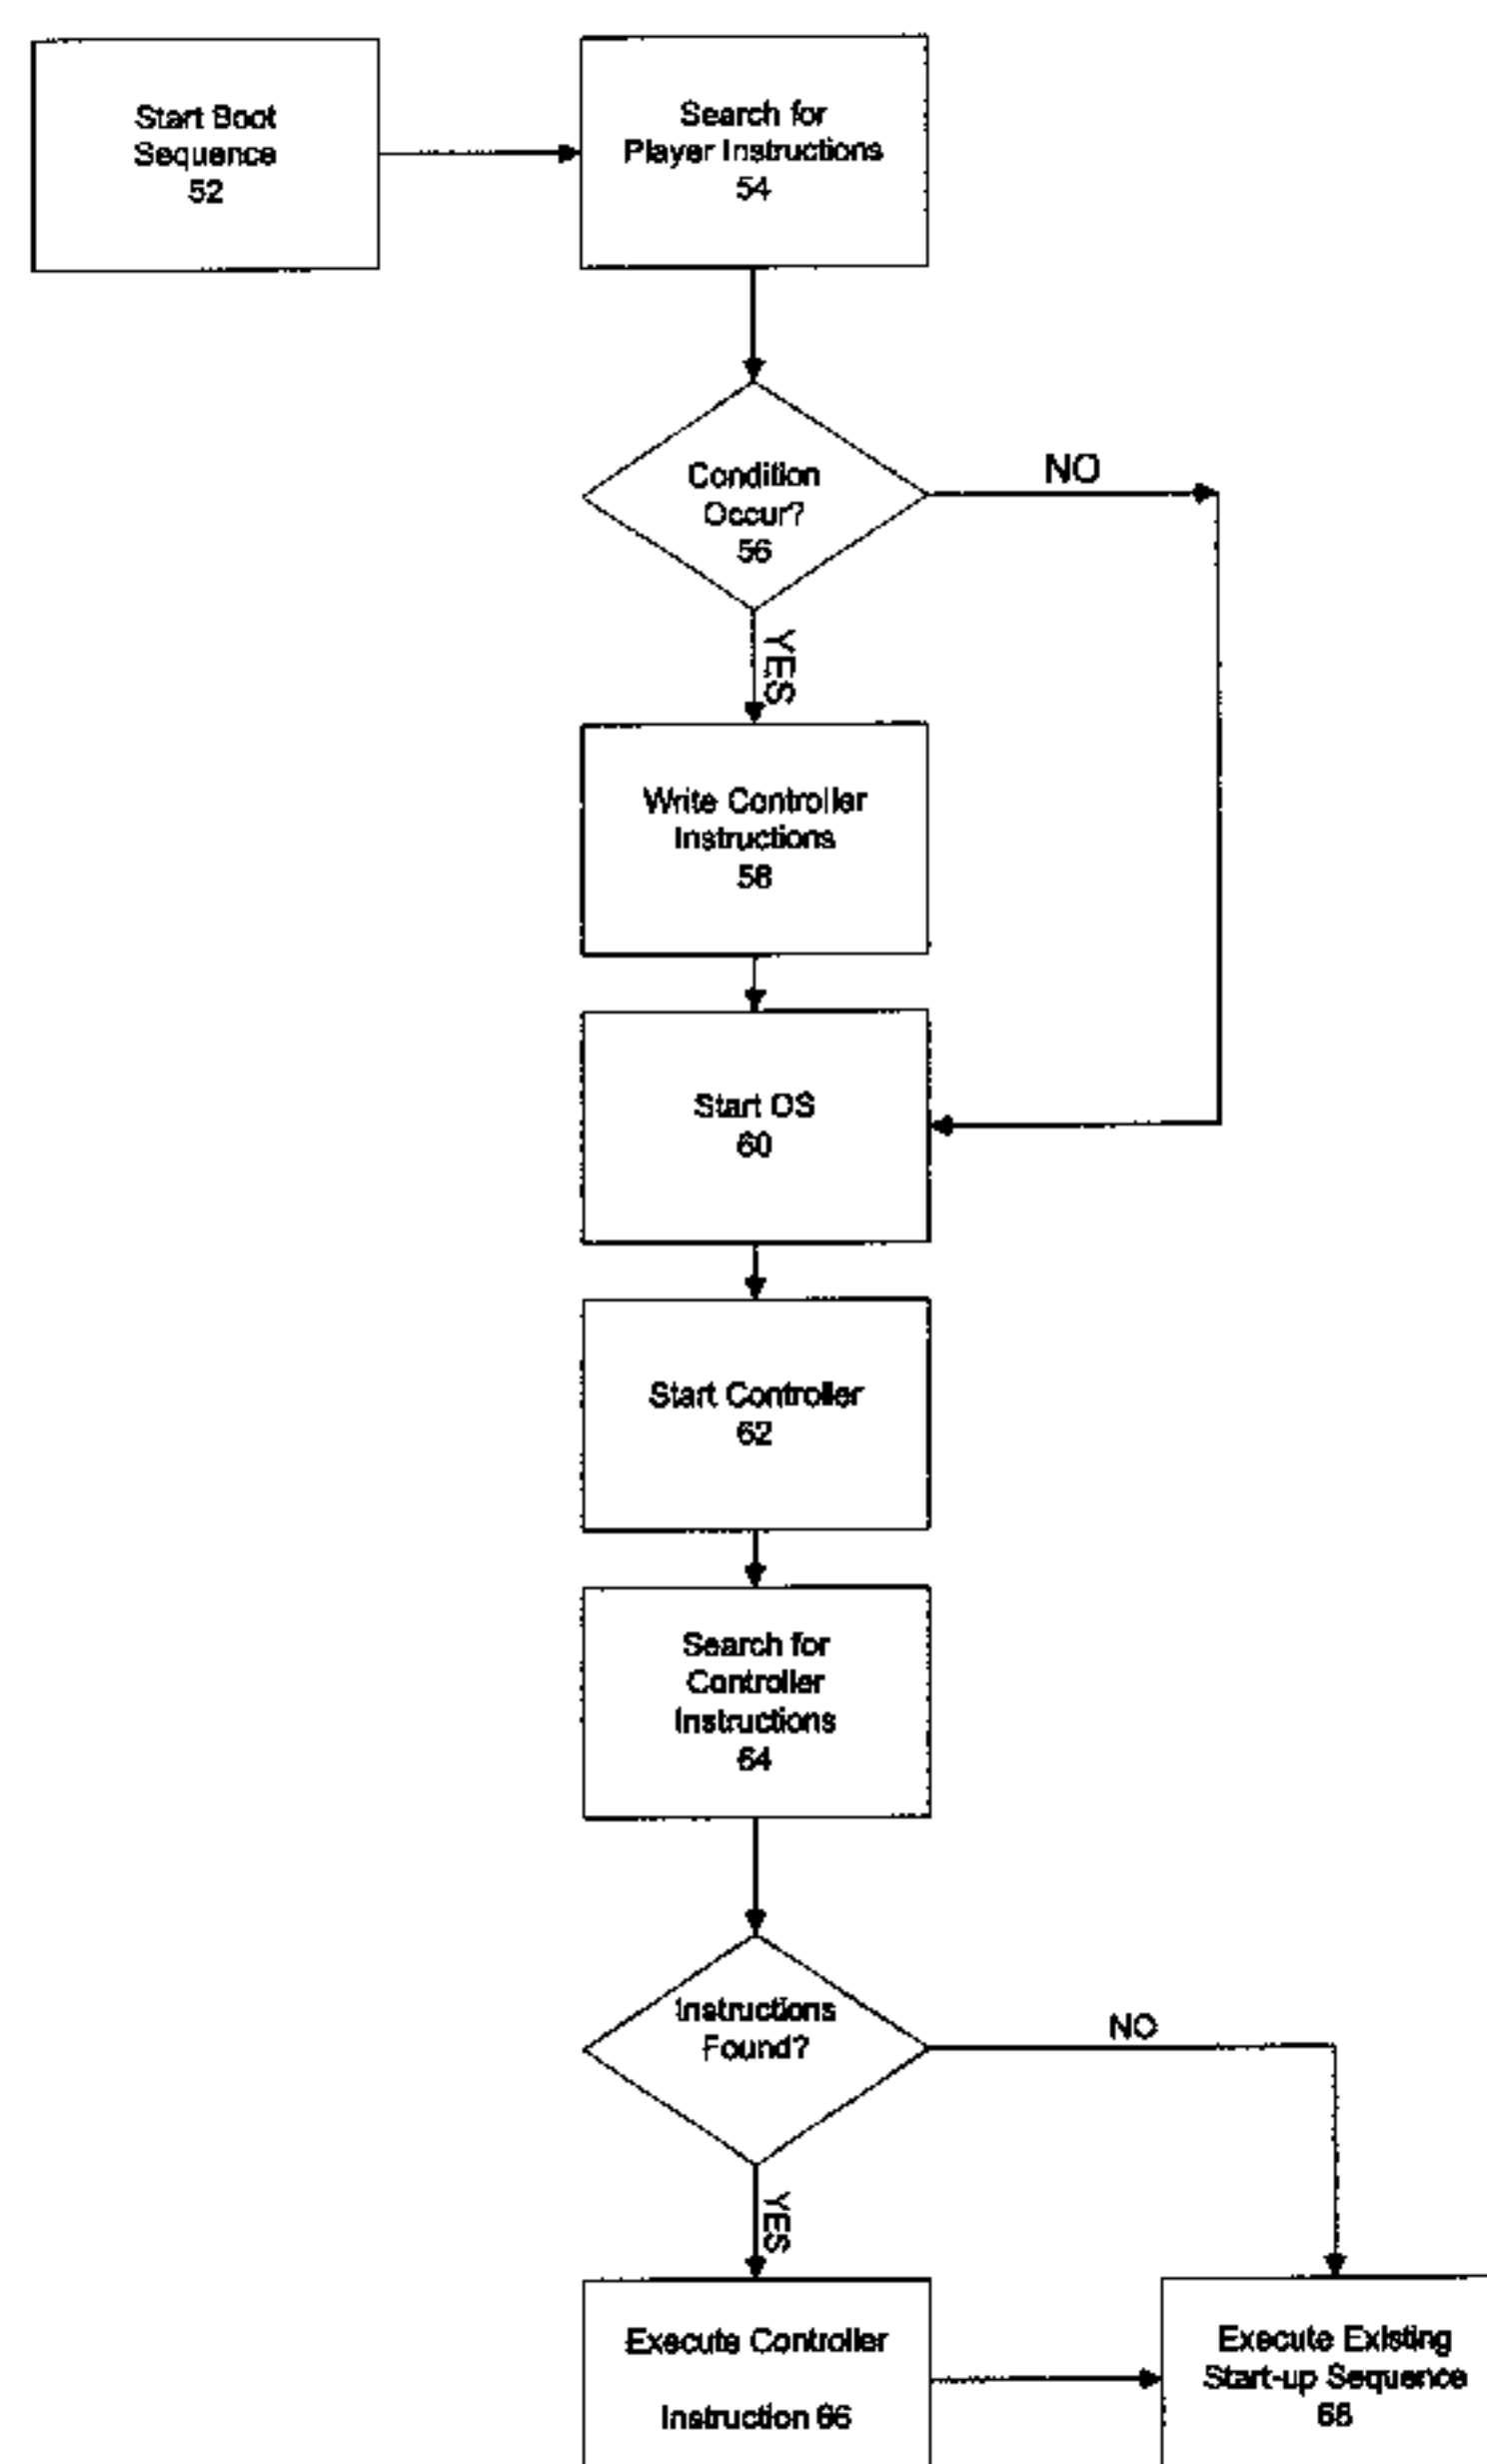 Start Boot
Sequence
52
Search for
Player Instructions
54
Condition
Occur?
56
NO
YES
Write Controller
Instructions
58
Start OS
60
Start Controller
62
Search for
Controller
Instructions
64
Instructions
Found?
NO
YES
Execute Controller
Instruction 66
Execute Existing
Start-up Sequence
68